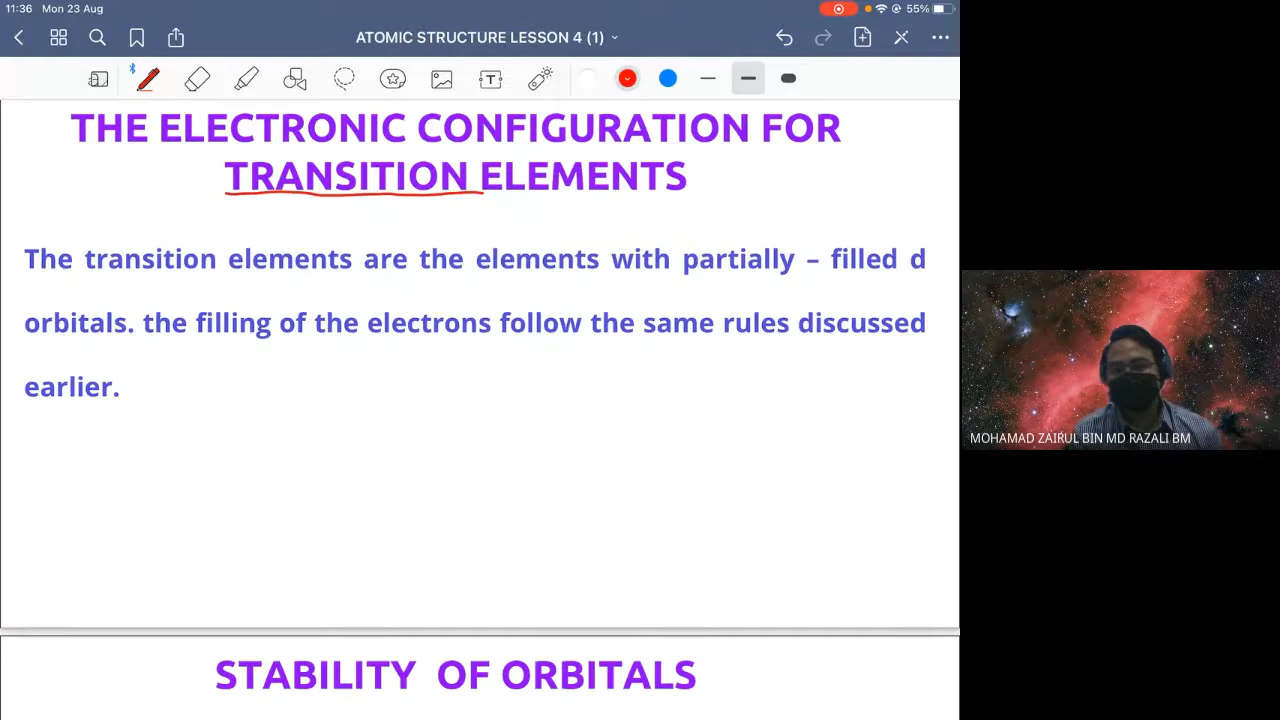 11:36 Mon 23 Aug
55%
ATOMIC STRUCTURE LESSON 4 (1)
T
THE ELECTRONIC CONFIGURATION FOR
TRANSITION ELEMENTS
The transition elements are the elements with partially – filled d
orbitals. the filling of the electrons follow the same rules discussed
earlier.
MOHAMAD ZAIRUL BIN MD RAZALI BM
STABILITY OF ORBITALS